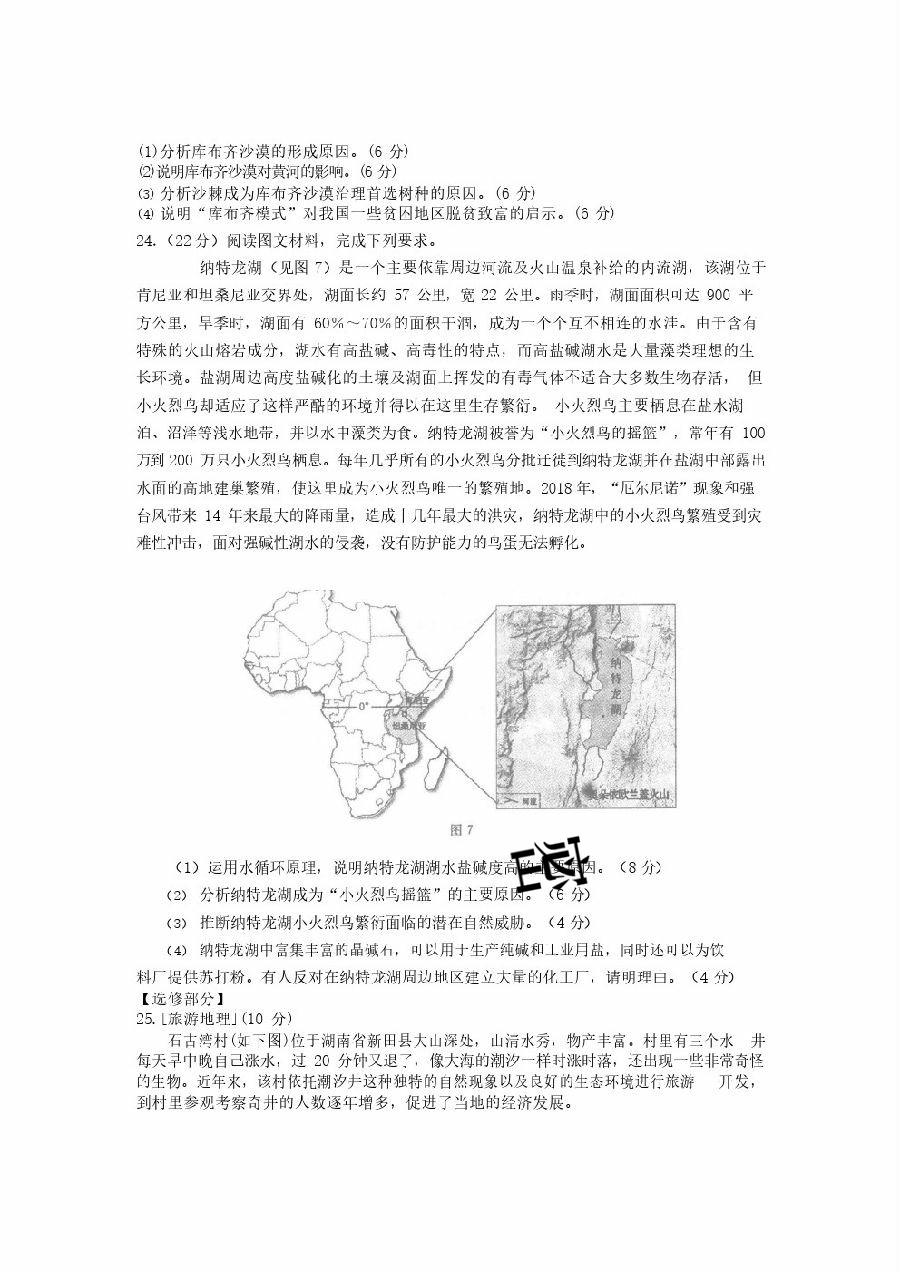 (1)分析库布齐沙漠的形成原因。(6 分)
(2)说明库布齐沙漠对黄河的影响。(6 分)
(3) 分析沙棘成为库布齐沙漠治理首选树种的原因。(6 分)
(4) 说明“库布齐模式”对我国一些贫困地区脱贫致富的启示。(6 分)
24.（22 分）阅读图文材料，完成下列要求。
纳特龙湖（见图 7）是一个主要依靠周边河流及火山温泉补给的内流湖，该湖位于
肯尼亚和坦桑尼亚交界处，湖面长约 57 公里，宽 22 公里。雨季时，湖面面积可达 900 平
方公里，旱季时，湖面有 60%～70%的面积干涸，成为一个个互不相连的水洼。由于含有
特殊的火山熔岩成分，湖水有高盐碱、高毒性的特点，而高盐碱湖水是大量藻类理想的生
长环境。盐湖周边高度盐碱化的土壤及湖面上挥发的有毒气体不适合大多数生物存活， 但
小火烈鸟却适应了这样严酷的环境并得以在这里生存繁衍。 小火烈鸟主要栖息在盐水湖
泊、沼泽等浅水地带，并以水中藻类为食。纳特龙湖被誉为“小火烈鸟的摇篮”，常年有 100
万到 200 万只小火烈鸟栖息。每年几乎所有的小火烈鸟分批迁徙到纳特龙湖并在盐湖中部露出
水面的高地建巢繁殖，使这里成为小火烈鸟唯一的繁殖地。2018 年，“厄尔尼诺”现象和强
台风带来 14 年来最大的降雨量，造成十几年最大的洪灾，纳特龙湖中的小火烈鸟繁殖受到灾
难性冲击，面对强碱性湖水的侵袭，没有防护能力的鸟蛋无法孵化。
0°
坦桑尼亚
纳特龙湖
河流
火山
图 7
（1）运用水循环原理，说明纳特龙湖湖水盐碱度高的主要原因。（8 分）
（2） 分析纳特龙湖成为“小火烈鸟摇篮”的主要原因。（6 分）
（3） 推断纳特龙湖小火烈鸟繁衍面临的潜在自然威胁。（4 分）
（4） 纳特龙湖中富集丰富的晶碱石，可以用于生产纯碱和工业用盐，同时还可以为饮
料厂提供苏打粉。有人反对在纳特龙湖周边地区建立大量的化工厂，请明理由。（4 分）
【选修部分】
25.[旅游地理](10 分)
石古湾村(如下图)位于湖南省新田县大山深处，山清水秀，物产丰富。村里有三个水 井
每天早中晚自己涨水，过 20 分钟又退了，像大海的潮汐一样时涨时落，还出现一些非常奇怪
的生物。近年来，该村依托潮汐井这种独特的自然现象以及良好的生态环境进行旅游 开发，
到村里参观考察奇井的人数逐年增多，促进了当地的经济发展。